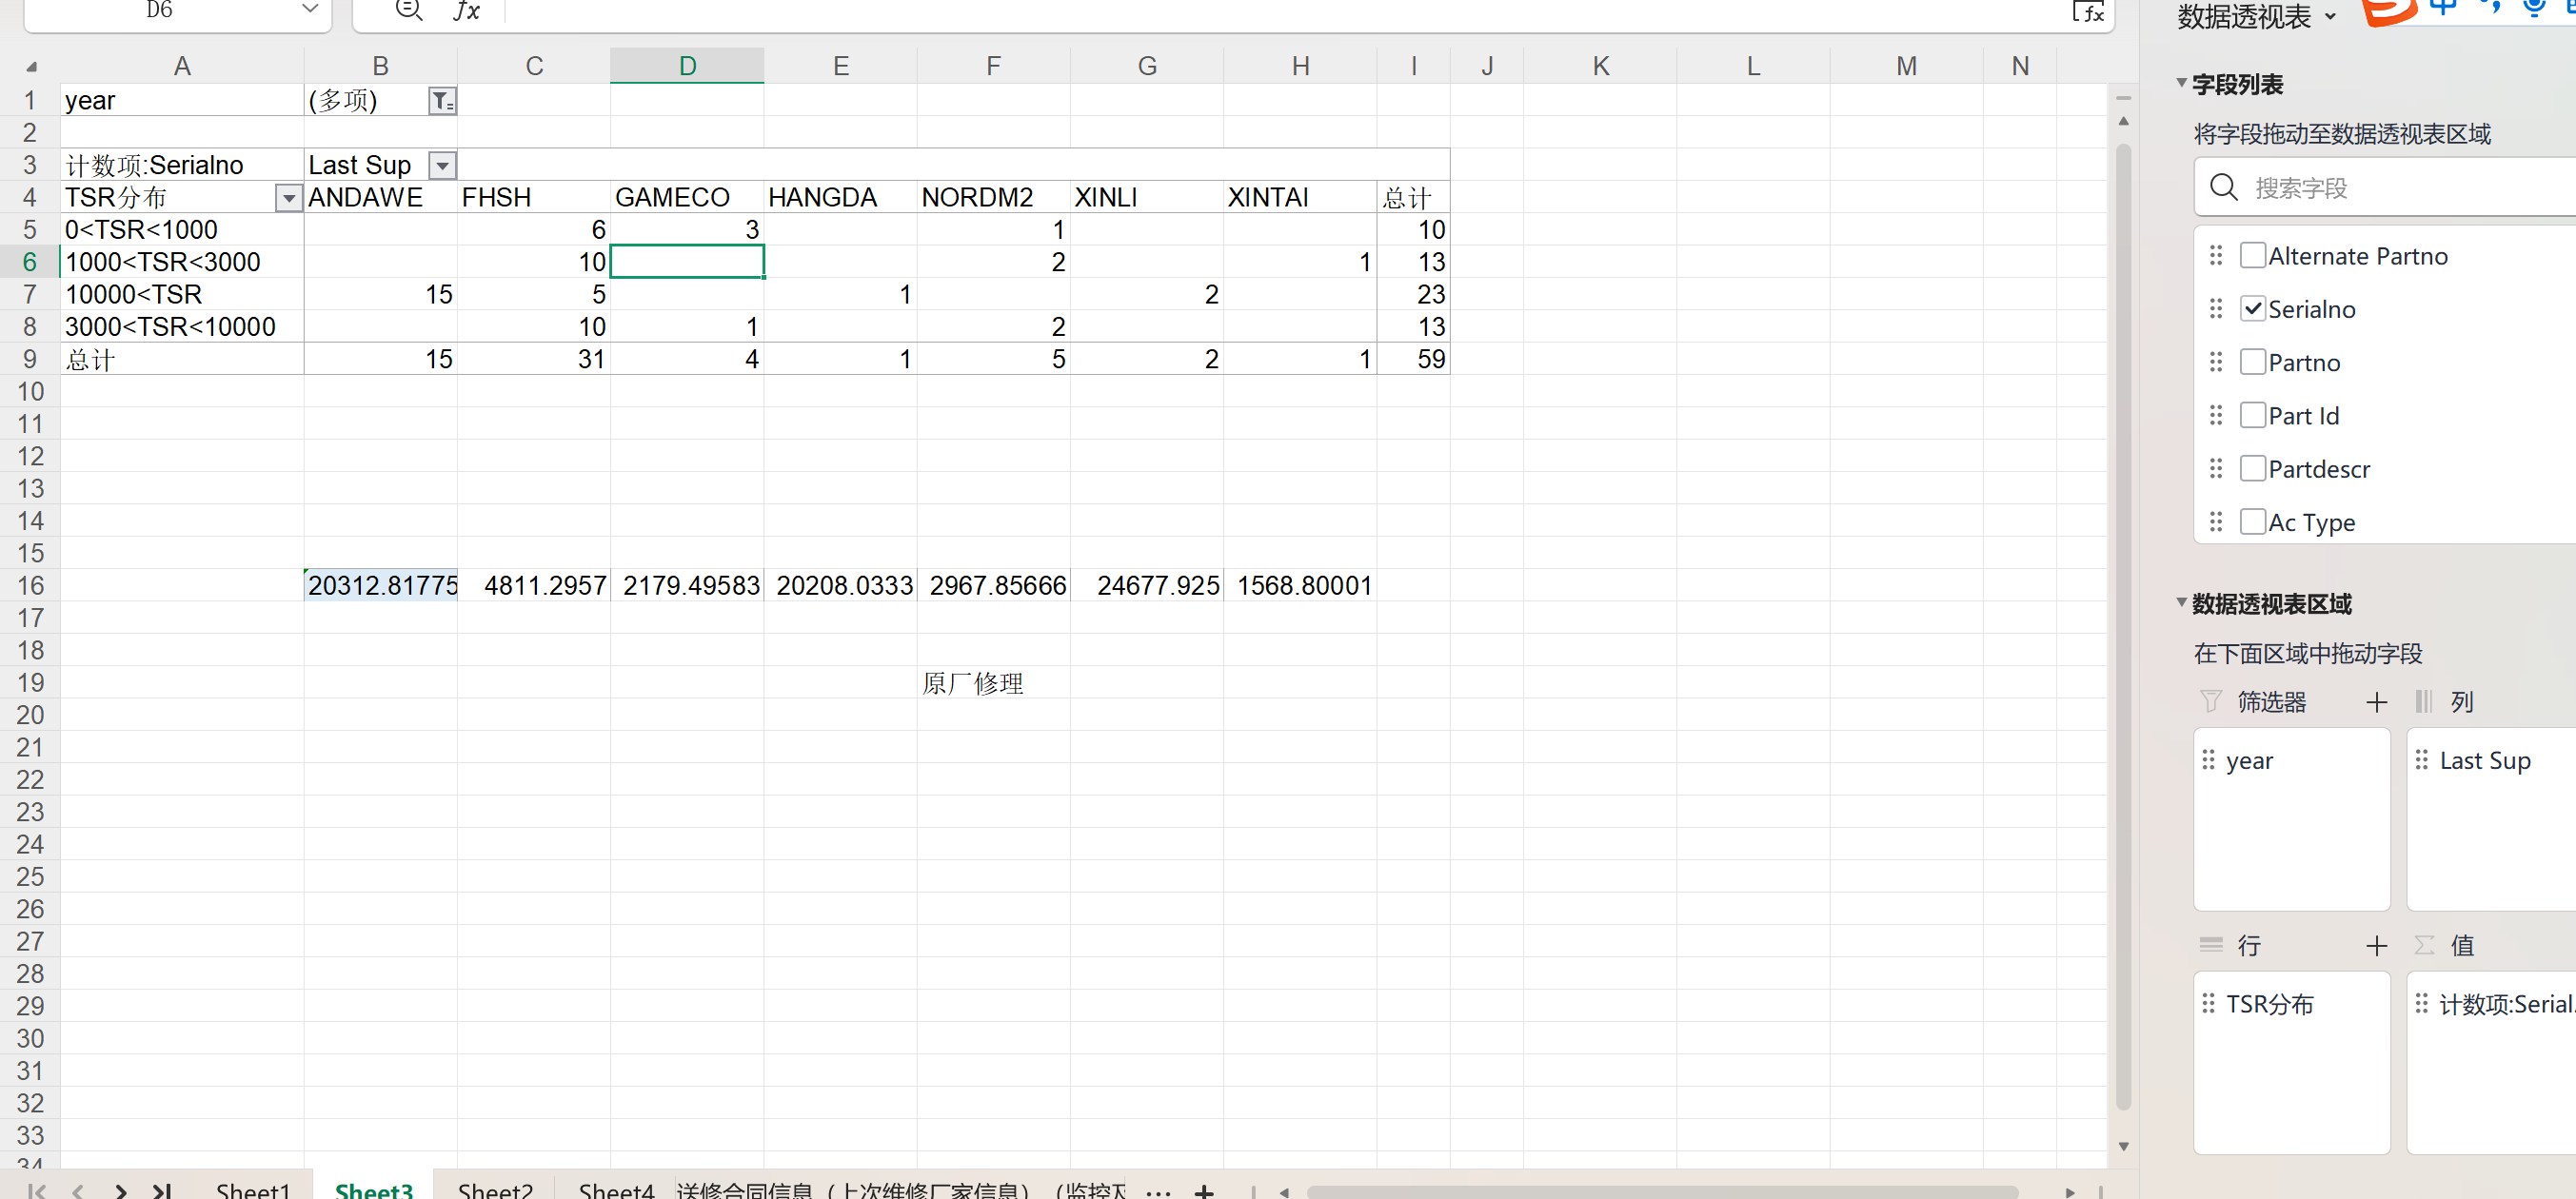 D6
fx
fx
数据透视表
中
A B C D E F G H I J K L M N
1 year (多项)
2
3 计数项:Serialno Last Sup
4 TSR分布 ANDAWE FHSH GAMECO HANGDA NORDM2 XINLI XINTAI 总计
5 0<TSR<1000 6 3 1 10
6 1000<TSR<3000 10 2 1 13
7 10000<TSR 15 5 1 2 23
8 3000<TSR<10000 10 1 2 13
9 总计 15 31 4 1 5 2 1 59
10
11
12
13
14
15
16 20312.81775 4811.2957 2179.49583 20208.0333 2967.85666 24677.925 1568.80001
17
18
19 原厂修理
20
21
22
23
24
25
26
27
28
29
30
31
32
33
34
Sheet1 Sheet3 Sheet2 Sheet4 送修合同信息（上次维修厂家信息）（监控及 ··· +
字段列表
将字段拖动至数据透视表区域
搜索字段
Alternate Partno
Serialno
Partno
Part Id
Partdescr
Ac Type
数据透视表区域
在下面区域中拖动字段
筛选器 + 列
year Last Sup
行 + Σ 值
TSR分布 计数项:Serial...